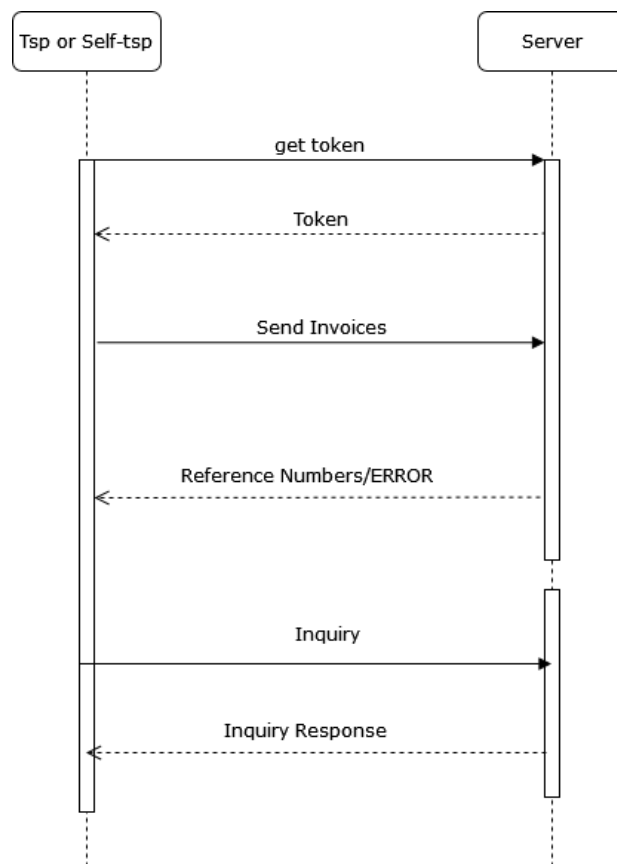 Tsp or Self-tsp
Server
get token
Token
Send Invoices
Reference Numbers/ERROR
Inquiry
Inquiry Response